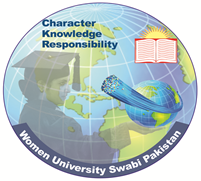 Character
Knowledge
Responsibility
Women University Swabi Pakistan